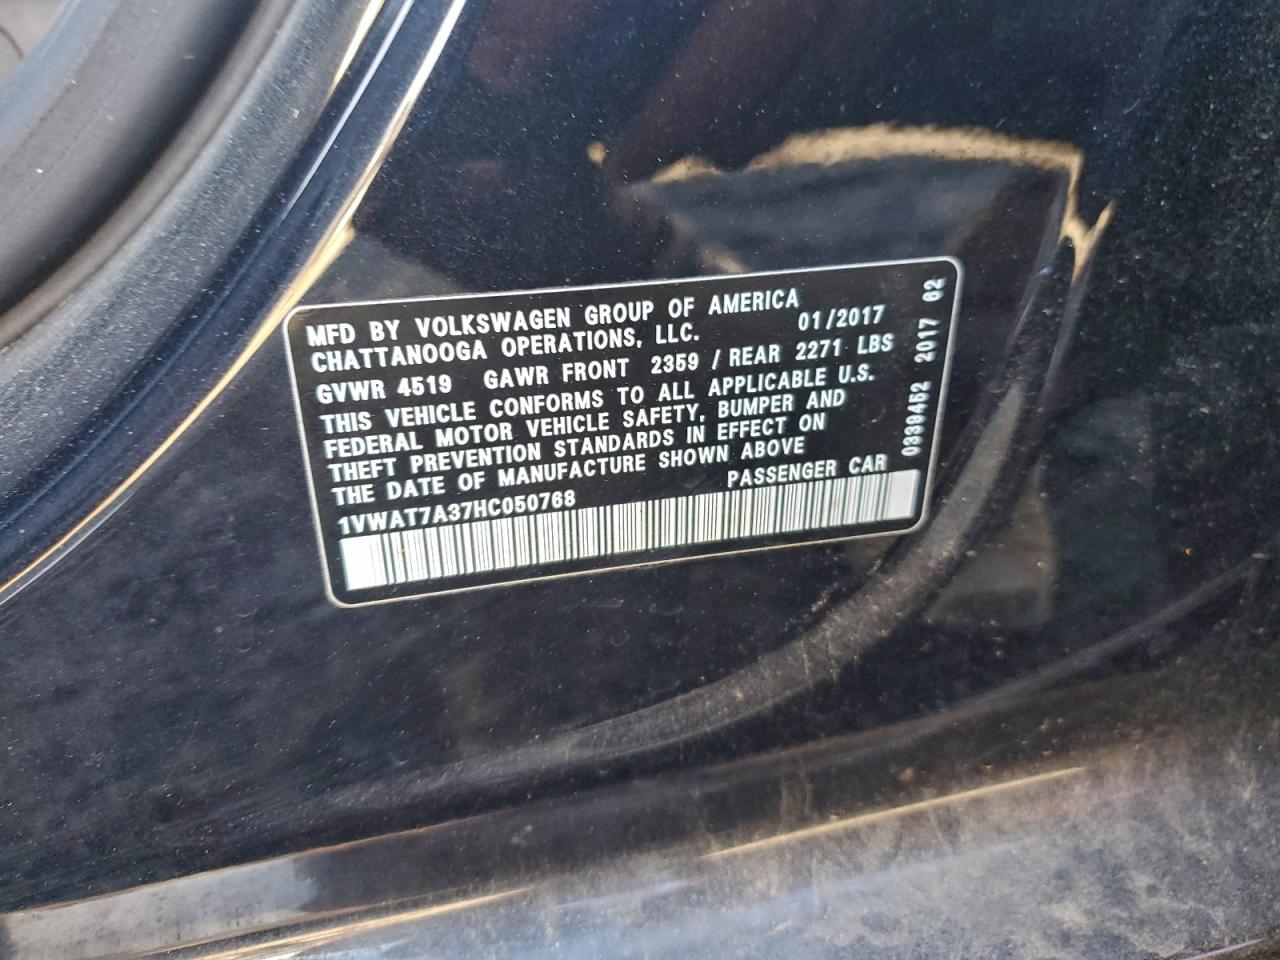 MFD BY VOLKSWAGEN GROUP OF AMERICA
CHATTANOOGA OPERATIONS, LLC. 01/2017
GVWR 4519 GAWR FRONT 2359 / REAR 2271 LBS
THIS VEHICLE CONFORMS TO ALL APPLICABLE U.S.
FEDERAL MOTOR VEHICLE SAFETY, BUMPER AND
THEFT PREVENTION STANDARDS IN EFFECT ON
THE DATE OF MANUFACTURE SHOWN ABOVE
PASSENGER CAR
1VWAT7A37HC050768
0339452 2017 62